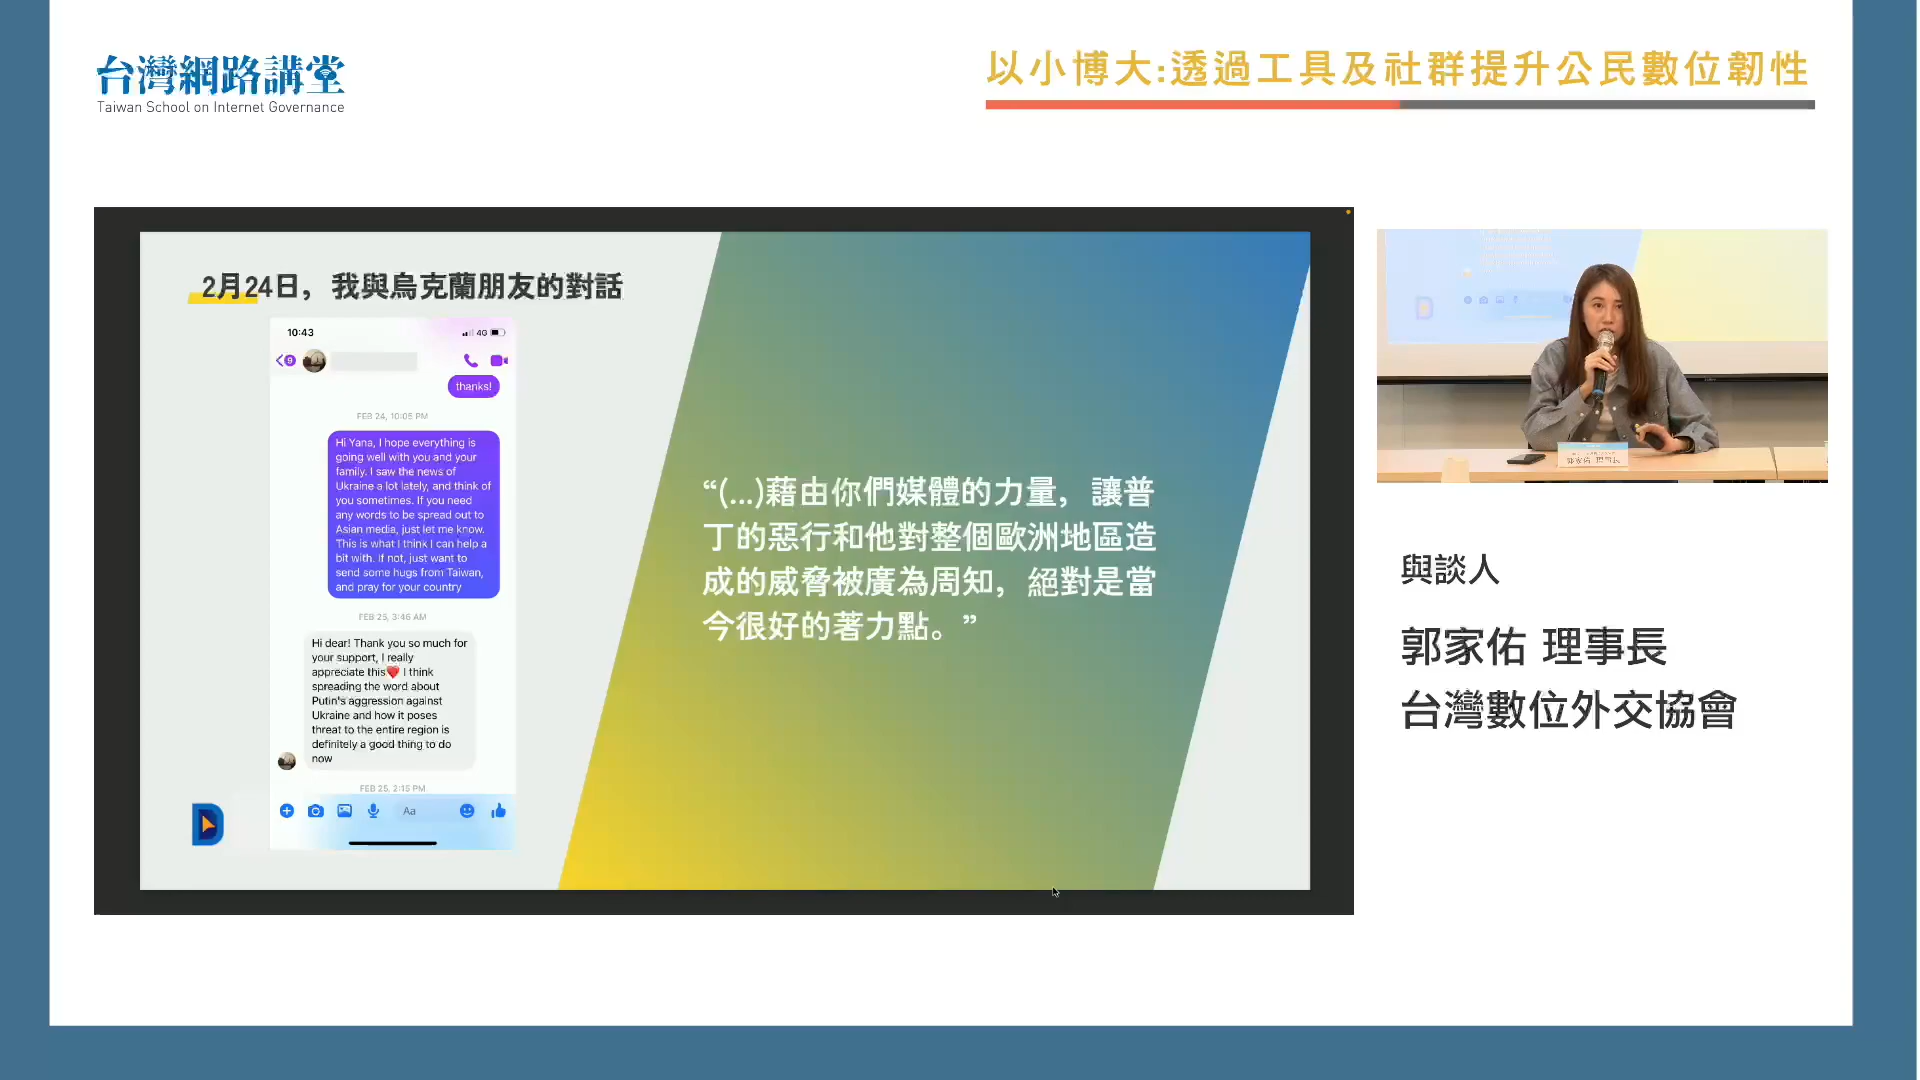 台灣網路講堂
Taiwan School on Internet Governance
以小博大:透過工具及社群提升公民數位韌性
2月24日，我與烏克蘭朋友的對話
10:43
4G
9
thanks!
FEB 24, 10:05 PM
Hi Yana, I hope everything is
going well with you and your
family. I saw the news of
Ukraine a lot lately, and think of
you sometimes. If you need
any words to be spread out to
Asian media, just let me know.
This is what I think I can help a
bit with. If not, just want to
send some hugs from Taiwan,
and pray for your country
FEB 25, 3:46 AM
Hi dear! Thank you so much for
your support, I really
appreciate this❤️ I think
spreading the word about
Putin's aggression against
Ukraine and how it poses
threat to the entire region is
definitely a good thing to do
now
FEB 25, 2:15 PM
Aa
“(...)藉由你們媒體的力量，讓普
丁的惡行和他對整個歐洲地區造
成的威脅被廣為周知，絕對是當
今很好的著力點。”
郭家佑 理事長
與談人
郭家佑 理事長
台灣數位外交協會